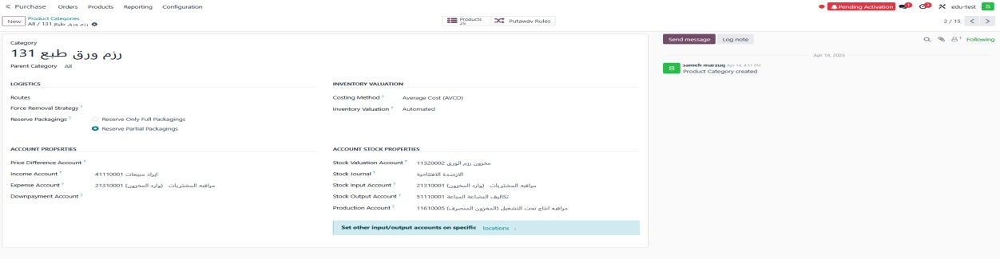 Purchase Orders Products Reporting Configuration Pending Activation edu-test S
New Product Categories
All / 131 رزم ورق طبع
Products 25 Putaway Rules 2 / 15
Send message Log note 1 Following
Category
رزم ورق طبع 131
Parent Category All
Apr 14, 2025
S sameh marzuq Apr 14, 4:11 PM
Product Category created
LOGISTICS
Routes
Force Removal Strategy ?
Reserve Packagings ? Reserve Only Full Packagings
Reserve Partial Packagings
INVENTORY VALUATION
Costing Method ? Average Cost (AVCO)
Inventory Valuation ? Automated
ACCOUNT PROPERTIES
Price Difference Account ?
Income Account ? 41110001 ايراد مبيعات
Expense Account ? 21310001 مراقبه المشتريات (وارد المخزون)
Downpayment Account ?
ACCOUNT STOCK PROPERTIES
Stock Valuation Account ? 11320002 مخزون رزم الورق
Stock Journal ? الارصدة الافتتاحية
Stock Input Account ? 21310001 مراقبه المشتريات (وارد المخزون)
Stock Output Account ? 51110001 تكاليف البضاعة المباعة
Production Account ? 11610005 مراقبه انتاج تحت التشغيل (المخزون المنصرف)
Set other input/output accounts on specific locations .